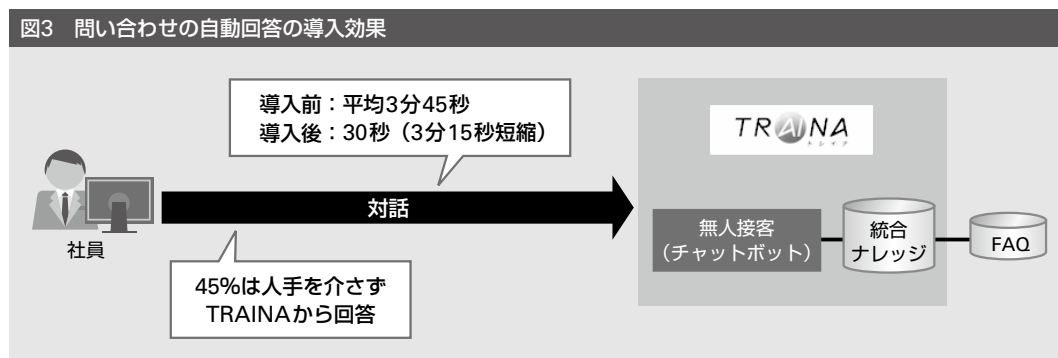 図3　問い合わせの自動回答の導入効果
導入前：平均3分45秒
導入後：30秒（3分15秒短縮）
TRAINA
トレイナ
社員
対話
無人接客
（チャットボット）
統合
ナレッジ
FAQ
45%は人手を介さず
TRAINAから回答